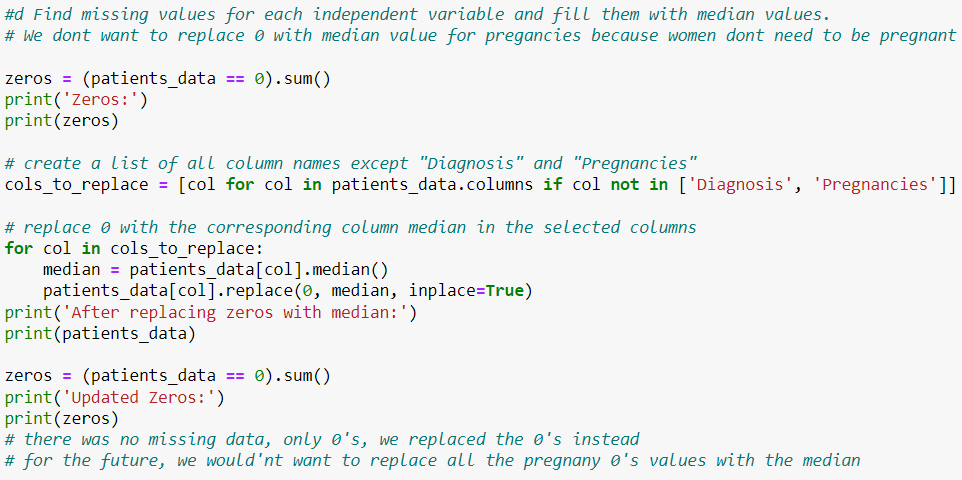 #d Find missing values for each independent variable and fill them with median values.
# We dont want to replace 0 with median value for pregancies because women dont need to be pregnant
zeros = (patients_data == 0).sum()
print('Zeros:')
print(zeros)
# create a list of all column names except "Diagnosis" and "Pregnancies"
cols_to_replace = [col for col in patients_data.columns if col not in ['Diagnosis', 'Pregnancies']]
# replace 0 with the corresponding column median in the selected columns
for col in cols_to_replace:
    median = patients_data[col].median()
    patients_data[col].replace(0, median, inplace=True)
print('After replacing zeros with median:')
print(patients_data)
zeros = (patients_data == 0).sum()
print('Updated Zeros:')
print(zeros)
# there was no missing data, only 0's, we replaced the 0's instead
# for the future, we would'nt want to replace all the pregnany 0's values with the median